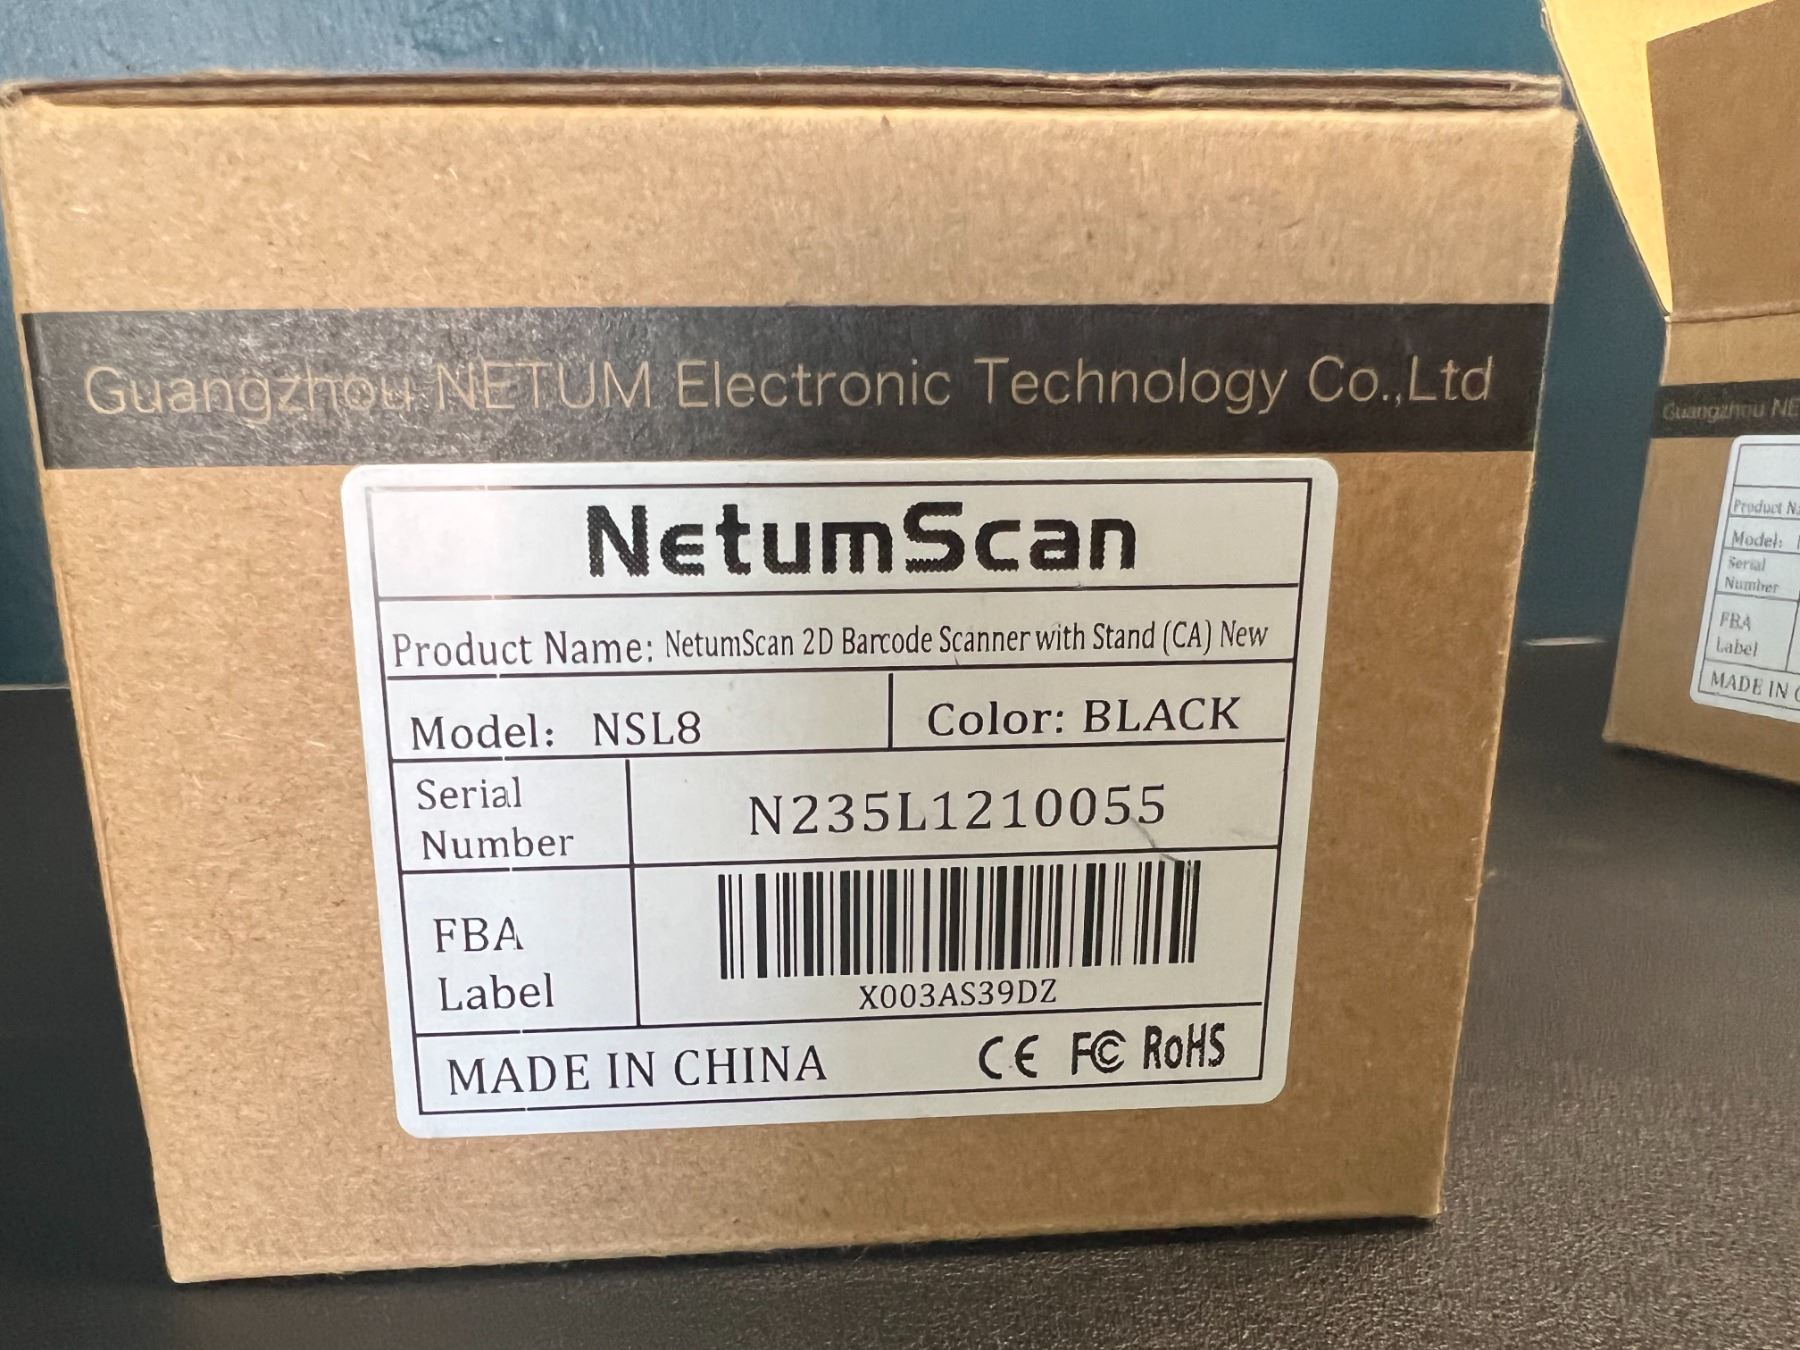 Guangzhou NETUM Electronic Technology Co.,Ltd
NetumScan
Product Name: NetumScan 2D Barcode Scanner with Stand (CA) New
Model: NSL8
Color: BLACK
Serial
Number
N235L1210055
FBA
Label
X003AS39DZ
MADE IN CHINA
CE FC RoHS
Guangzhou NE
Product Na
Model:
Serial
Number
FBA
Label
MADE IN C